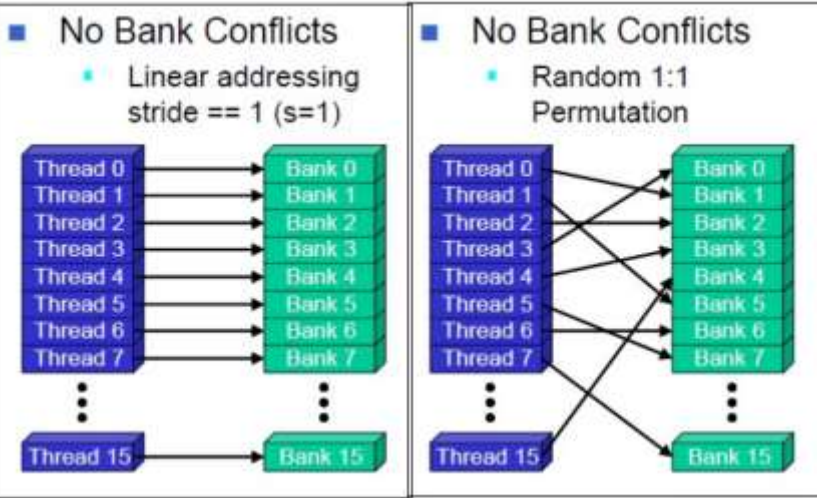 No Bank Conflicts
Linear addressing
stride == 1 (s=1)
Thread 0
Thread 1
Thread 2
Thread 3
Thread 4
Thread 5
Thread 6
Thread 7
Thread 15
Bank 0
Bank 1
Bank 2
Bank 3
Bank 4
Bank 5
Bank 6
Bank 7
Bank 15
No Bank Conflicts
Random 1:1
Permutation
Thread 0
Thread 1
Thread 2
Thread 3
Thread 4
Thread 5
Thread 6
Thread 7
Thread 15
Bank 0
Bank 1
Bank 2
Bank 3
Bank 4
Bank 5
Bank 6
Bank 7
Bank 15